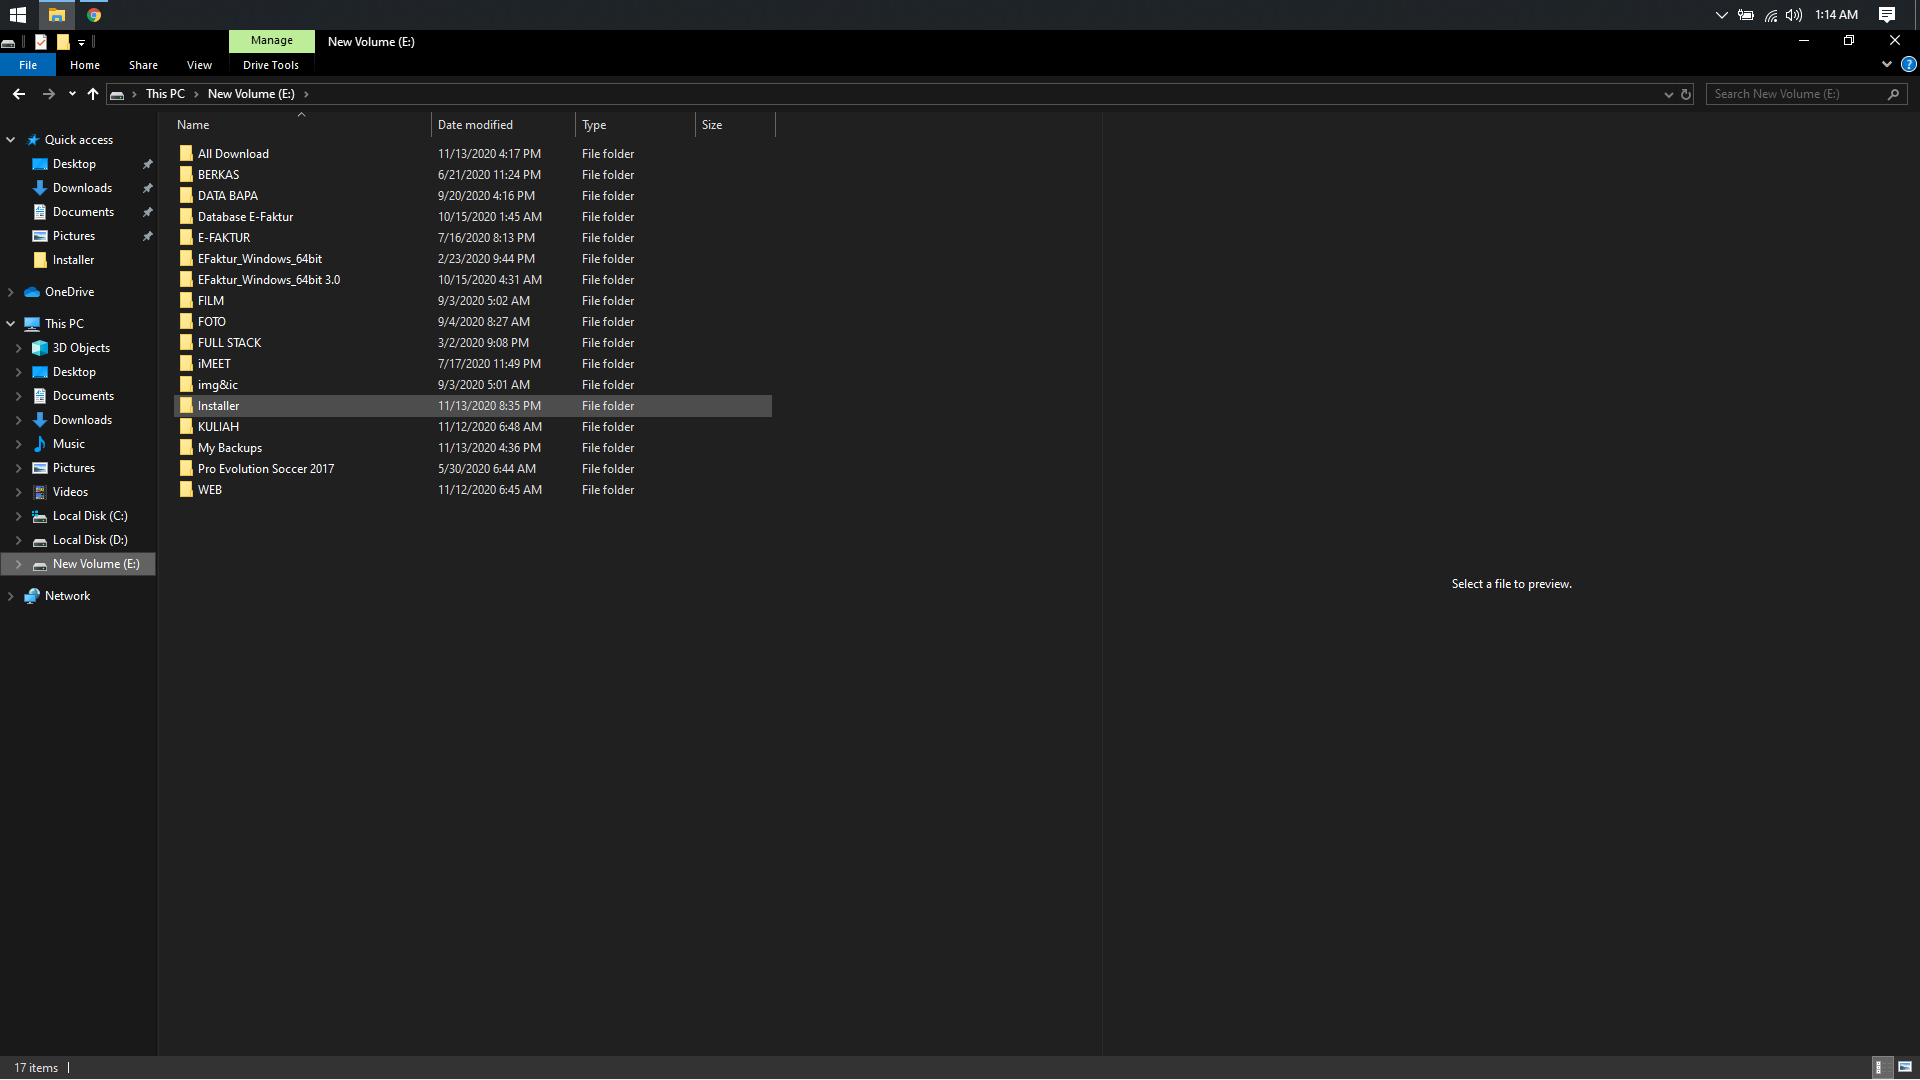 1:14 AM
Manage New Volume (E:)
File Home Share View Drive Tools
This PC New Volume (E:) Search New Volume (E:)
Name Date modified Type Size
Quick access
Desktop
Downloads
Documents
Pictures
Installer
OneDrive
This PC
3D Objects
Desktop
Documents
Downloads
Music
Pictures
Videos
Local Disk (C:)
Local Disk (D:)
New Volume (E:)
Network
All Download 11/13/2020 4:17 PM File folder
BERKAS 6/21/2020 11:24 PM File folder
DATA BAPA 9/20/2020 4:16 PM File folder
Database E-Faktur 10/15/2020 1:45 AM File folder
E-FAKTUR 7/16/2020 8:13 PM File folder
EFaktur_Windows_64bit 2/23/2020 9:44 PM File folder
EFaktur_Windows_64bit 3.0 10/15/2020 4:31 AM File folder
FILM 9/3/2020 5:02 AM File folder
FOTO 9/4/2020 8:27 AM File folder
FULL STACK 3/2/2020 9:08 PM File folder
iMEET 7/17/2020 11:49 PM File folder
img&ic 9/3/2020 5:01 AM File folder
Installer 11/13/2020 8:35 PM File folder
KULIAH 11/12/2020 6:48 AM File folder
My Backups 11/13/2020 4:36 PM File folder
Pro Evolution Soccer 2017 5/30/2020 6:44 AM File folder
WEB 11/12/2020 6:45 AM File folder
Select a file to preview.
17 items